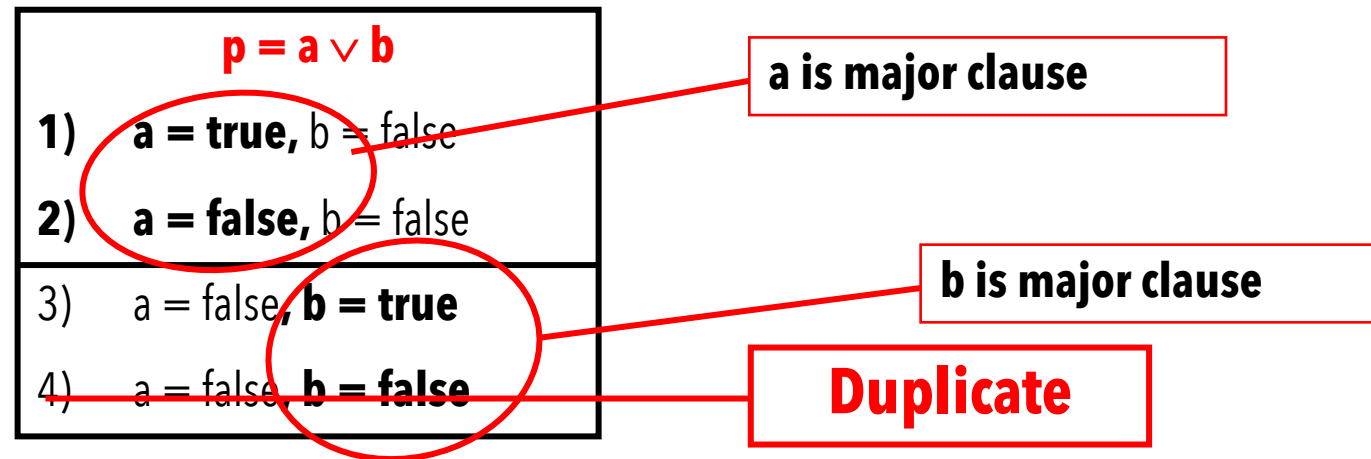 p = a ∨ b
a is major clause
1) a = true, b = false
2) a = false, b = false
b is major clause
3) a = false, b = true
4) a = false, b = false
Duplicate